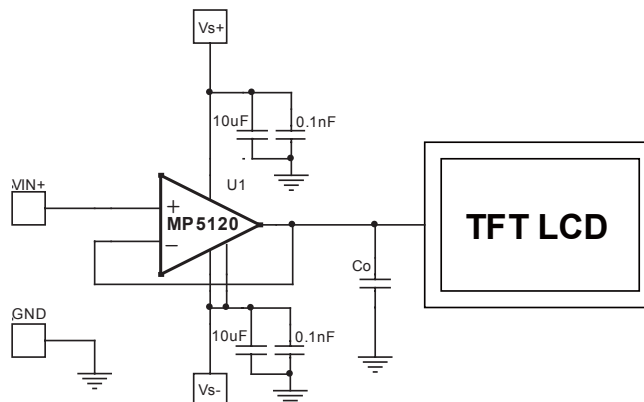 Vs+
10uF 0.1nF
VIN+
U1
+
MP5120
−
TFT LCD
Co
GND
10uF 0.1nF
Vs-